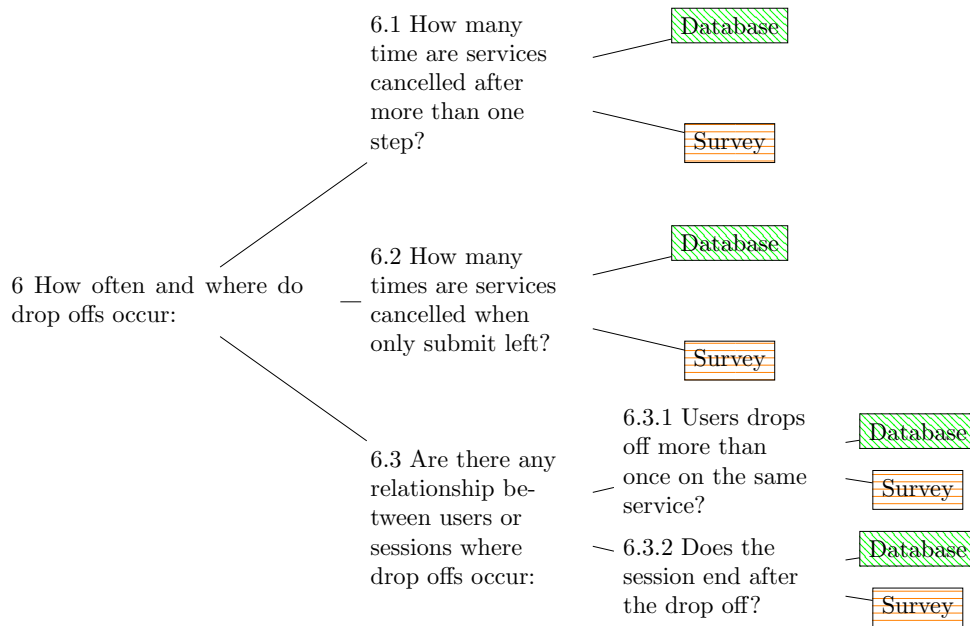 6 How often and where do
drop offs occur:
6.1 How many
time are services
cancelled after
more than one
step?
Database
Survey
6.2 How many
times are services
cancelled when
only submit left?
Database
Survey
6.3 Are there any
relationship be-
tween users or
sessions where
drop offs occur:
6.3.1 Users drops
off more than
once on the same
service?
Database
Survey
6.3.2 Does the
session end after
the drop off?
Database
Survey